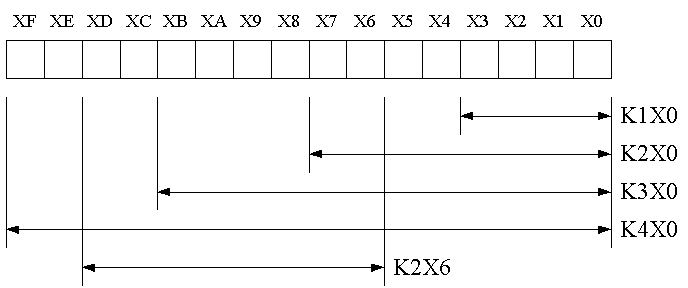 XF XE XD XC XB XA X9 X8 X7 X6 X5 X4 X3 X2 X1 X0
K1X0
K2X0
K3X0
K4X0
K2X6